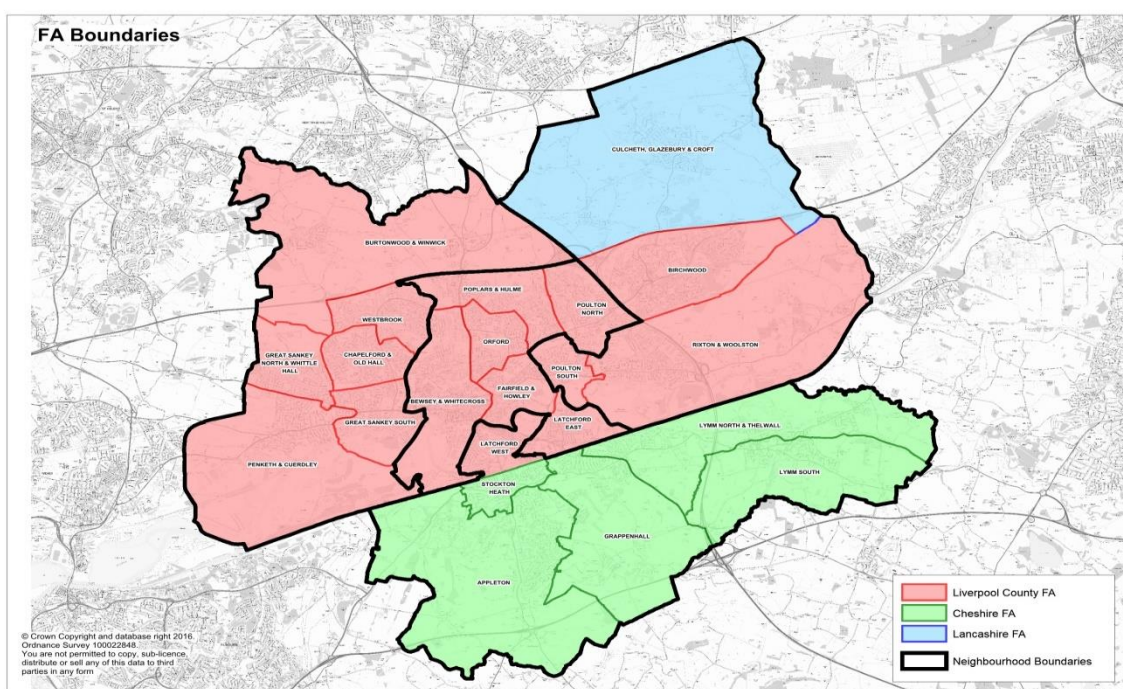 FA Boundaries
CULCHETH, GLAZEBURY & CROFT
BURTONWOOD & WINWICK
BIRCHWOOD
POPLARS & HULME
POULTON
NORTH
WESTBROOK
ORFORD
RIXTON & WOOLSTON
GREAT SANKEY
NORTH & WHITTLE
HALL
CHAPELFORD &
OLD HALL
POULTON
SOUTH
FAIRFIELD &
HOWLEY
BEWSEY & WHITECROSS
GREAT SANKEY SOUTH
LATCHFORD
EAST
LYMM NORTH & THELWALL
LATCHFORD
WEST
PENKETH & CUERDLEY
LYMM SOUTH
STOCKTON
HEATH
GRAPPENHALL
APPLETON
Liverpool County FA
Cheshire FA
Lancashire FA
Neighbourhood Boundaries
© Crown Copyright and database right 2016.
Ordnance Survey 100022848.
You are not permitted to copy, sub-licence,
distribute or sell any of this data to third
parties in any form